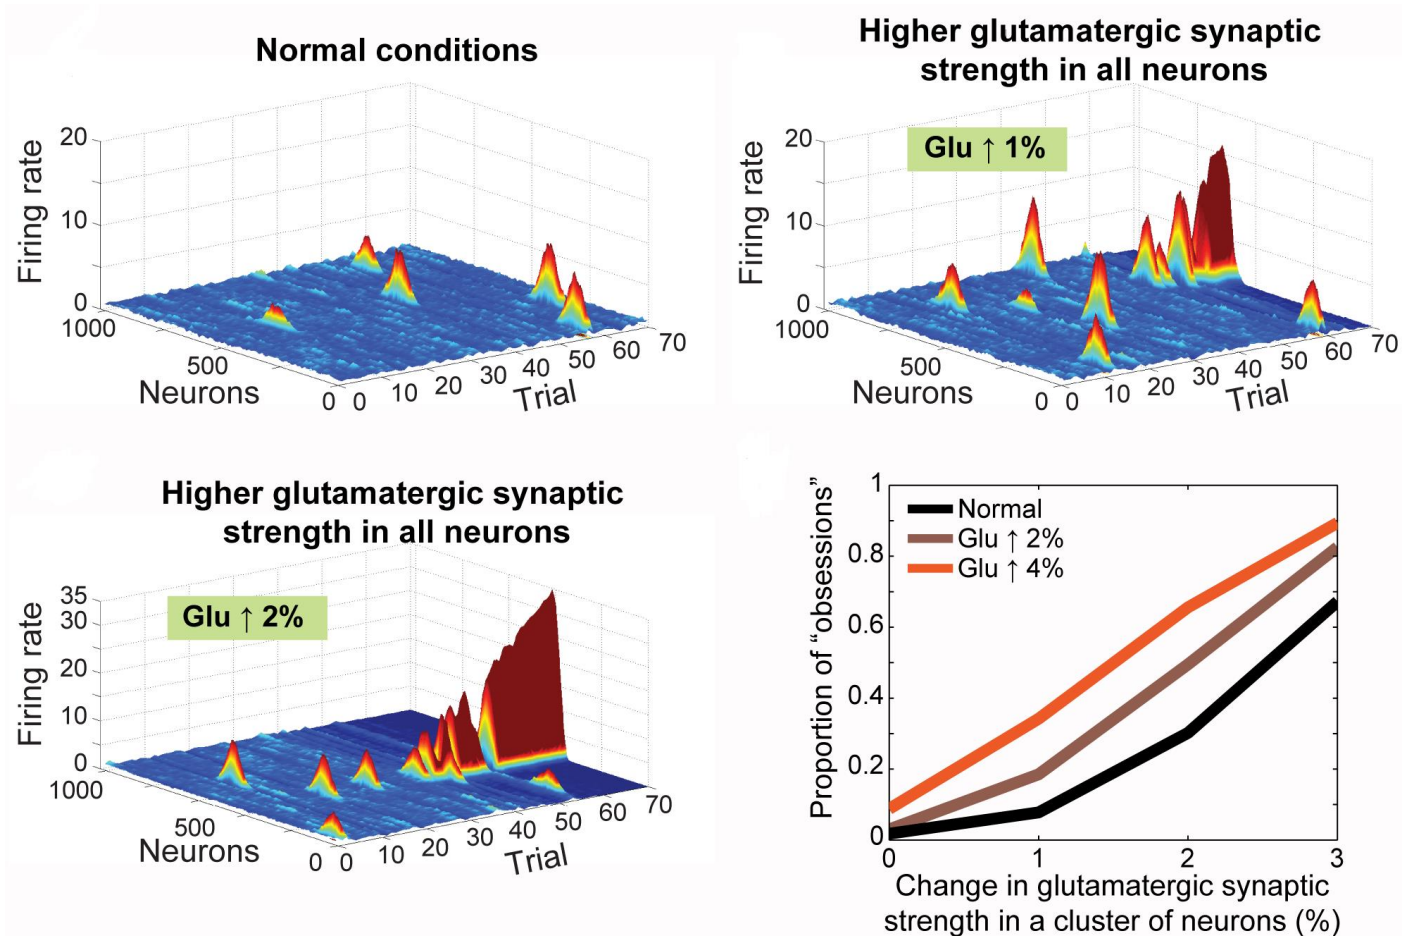 Normal conditions
20
10
0
Firing rate
1000
500
0
Neurons
0 10 20 30 40 50 60 70
Trial
Higher glutamatergic synaptic
strength in all neurons
Glu ↑ 1%
20
10
0
Firing rate
1000
500
0
Neurons
0 10 20 30 40 50 60 70
Trial
Higher glutamatergic synaptic
strength in all neurons
Glu ↑ 2%
35
30
20
10
0
Firing rate
1000
500
0
Neurons
0 10 20 30 40 50 60 70
Trial
Normal
Glu ↑ 2%
Glu ↑ 4%
1
0.8
0.6
0.4
0.2
0
Proportion of “obsessions”
0 1 2 3
Change in glutamatergic synaptic
strength in a cluster of neurons (%)